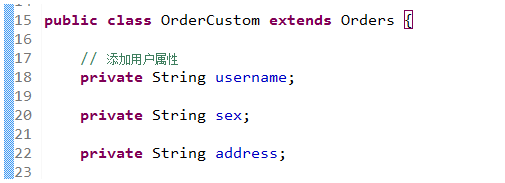 15 public class OrderCustom extends Orders {
16
17 // 添加用户属性
18 private String username;
19
20 private String sex;
21
22 private String address;
23